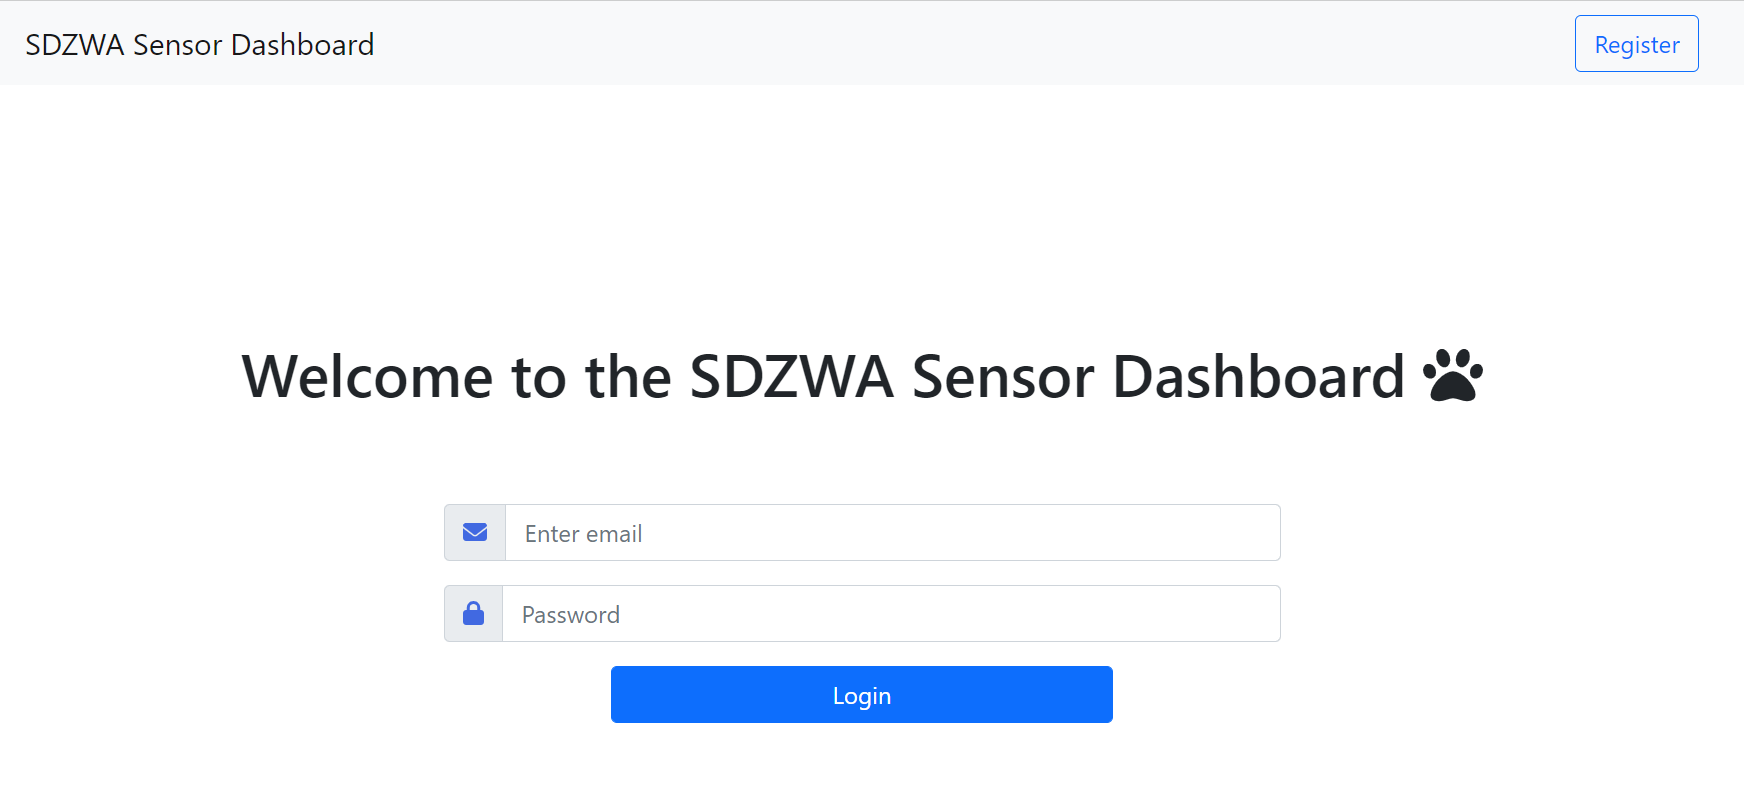 SDZWA Sensor Dashboard
Register
Welcome to the SDZWA Sensor Dashboard
Enter email
Password
Login